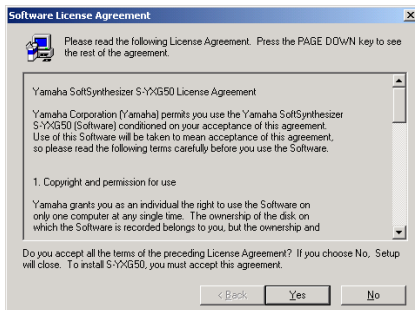 Software License Agreement
Please read the following License Agreement. Press the PAGE DOWN key to see
the rest of the agreement.
Yamaha SoftSynthesizer S-YXG50 License Agreement
Yamaha Corporation (Yamaha) permits you use the Yamaha SoftSynthesizer
S-YXG50 (Software) conditioned on your acceptance of this agreement.
Use of this Software will be taken to mean acceptance of this agreement,
so please read the following terms carefully before you use the Software.
1. Copyright and permission for use
Yamaha grants you as an individual the right to use the Software on
only one computer at any single time. The ownership of the disk on
which the Software is recorded belongs to you, but the ownership and
Do you accept all the terms of the preceding License Agreement? If you choose No, Setup
will close. To install S-YXG50, you must accept this agreement.
< Back Yes No